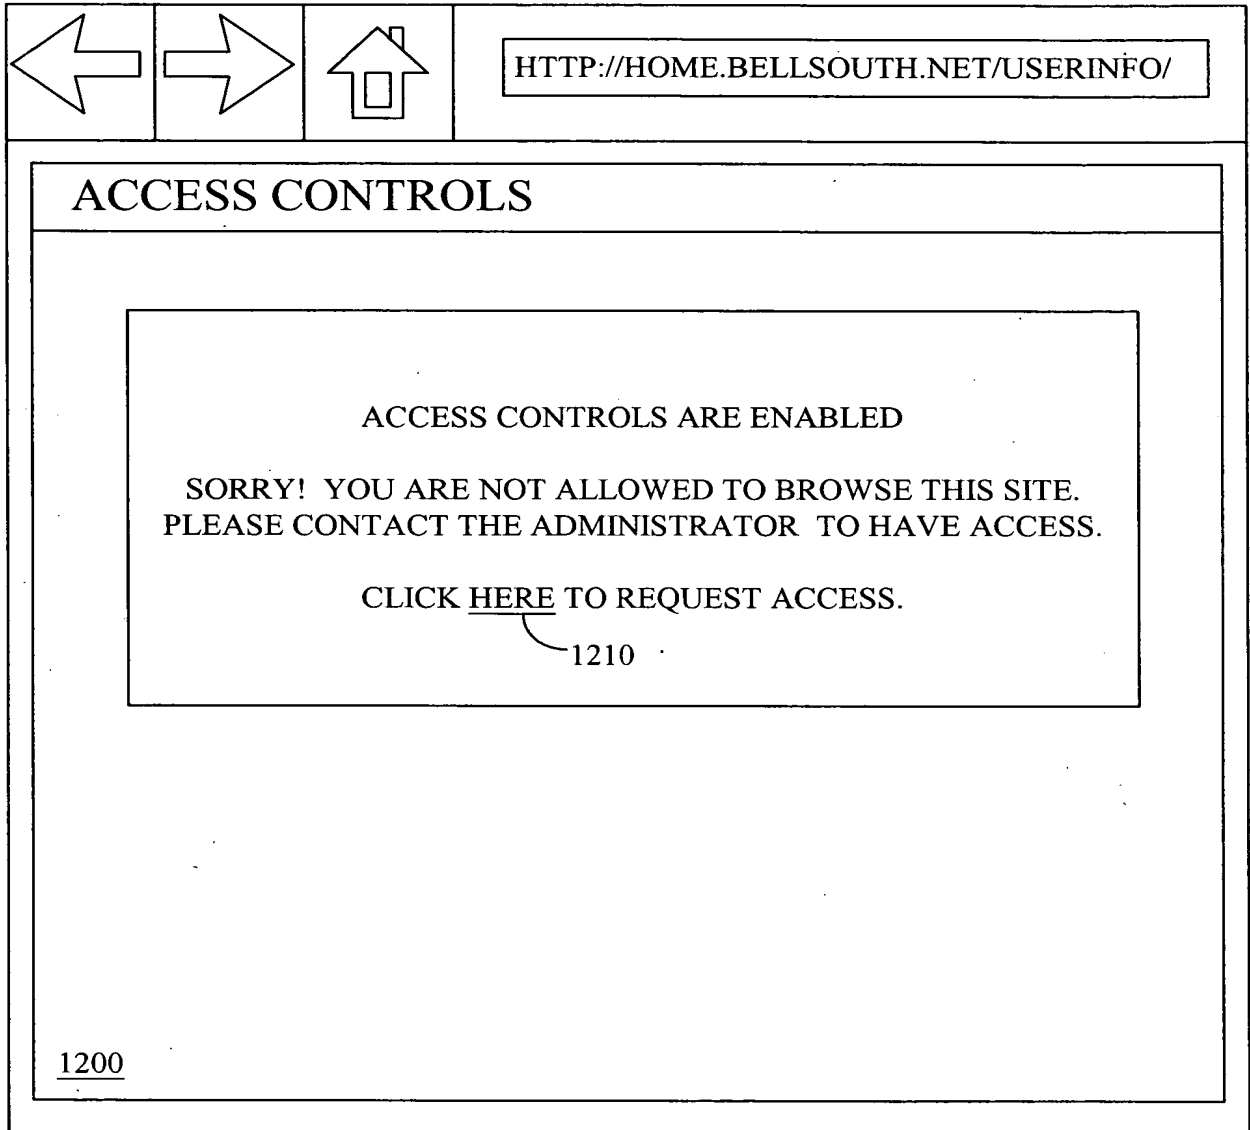 HTTP://HOME.BELLSOUTH.NET/USERINFO/
ACCESS CONTROLS
ACCESS CONTROLS ARE ENABLED
SORRY! YOU ARE NOT ALLOWED TO BROWSE THIS SITE.
PLEASE CONTACT THE ADMINISTRATOR TO HAVE ACCESS.
CLICK HERE TO REQUEST ACCESS.
1210
1200